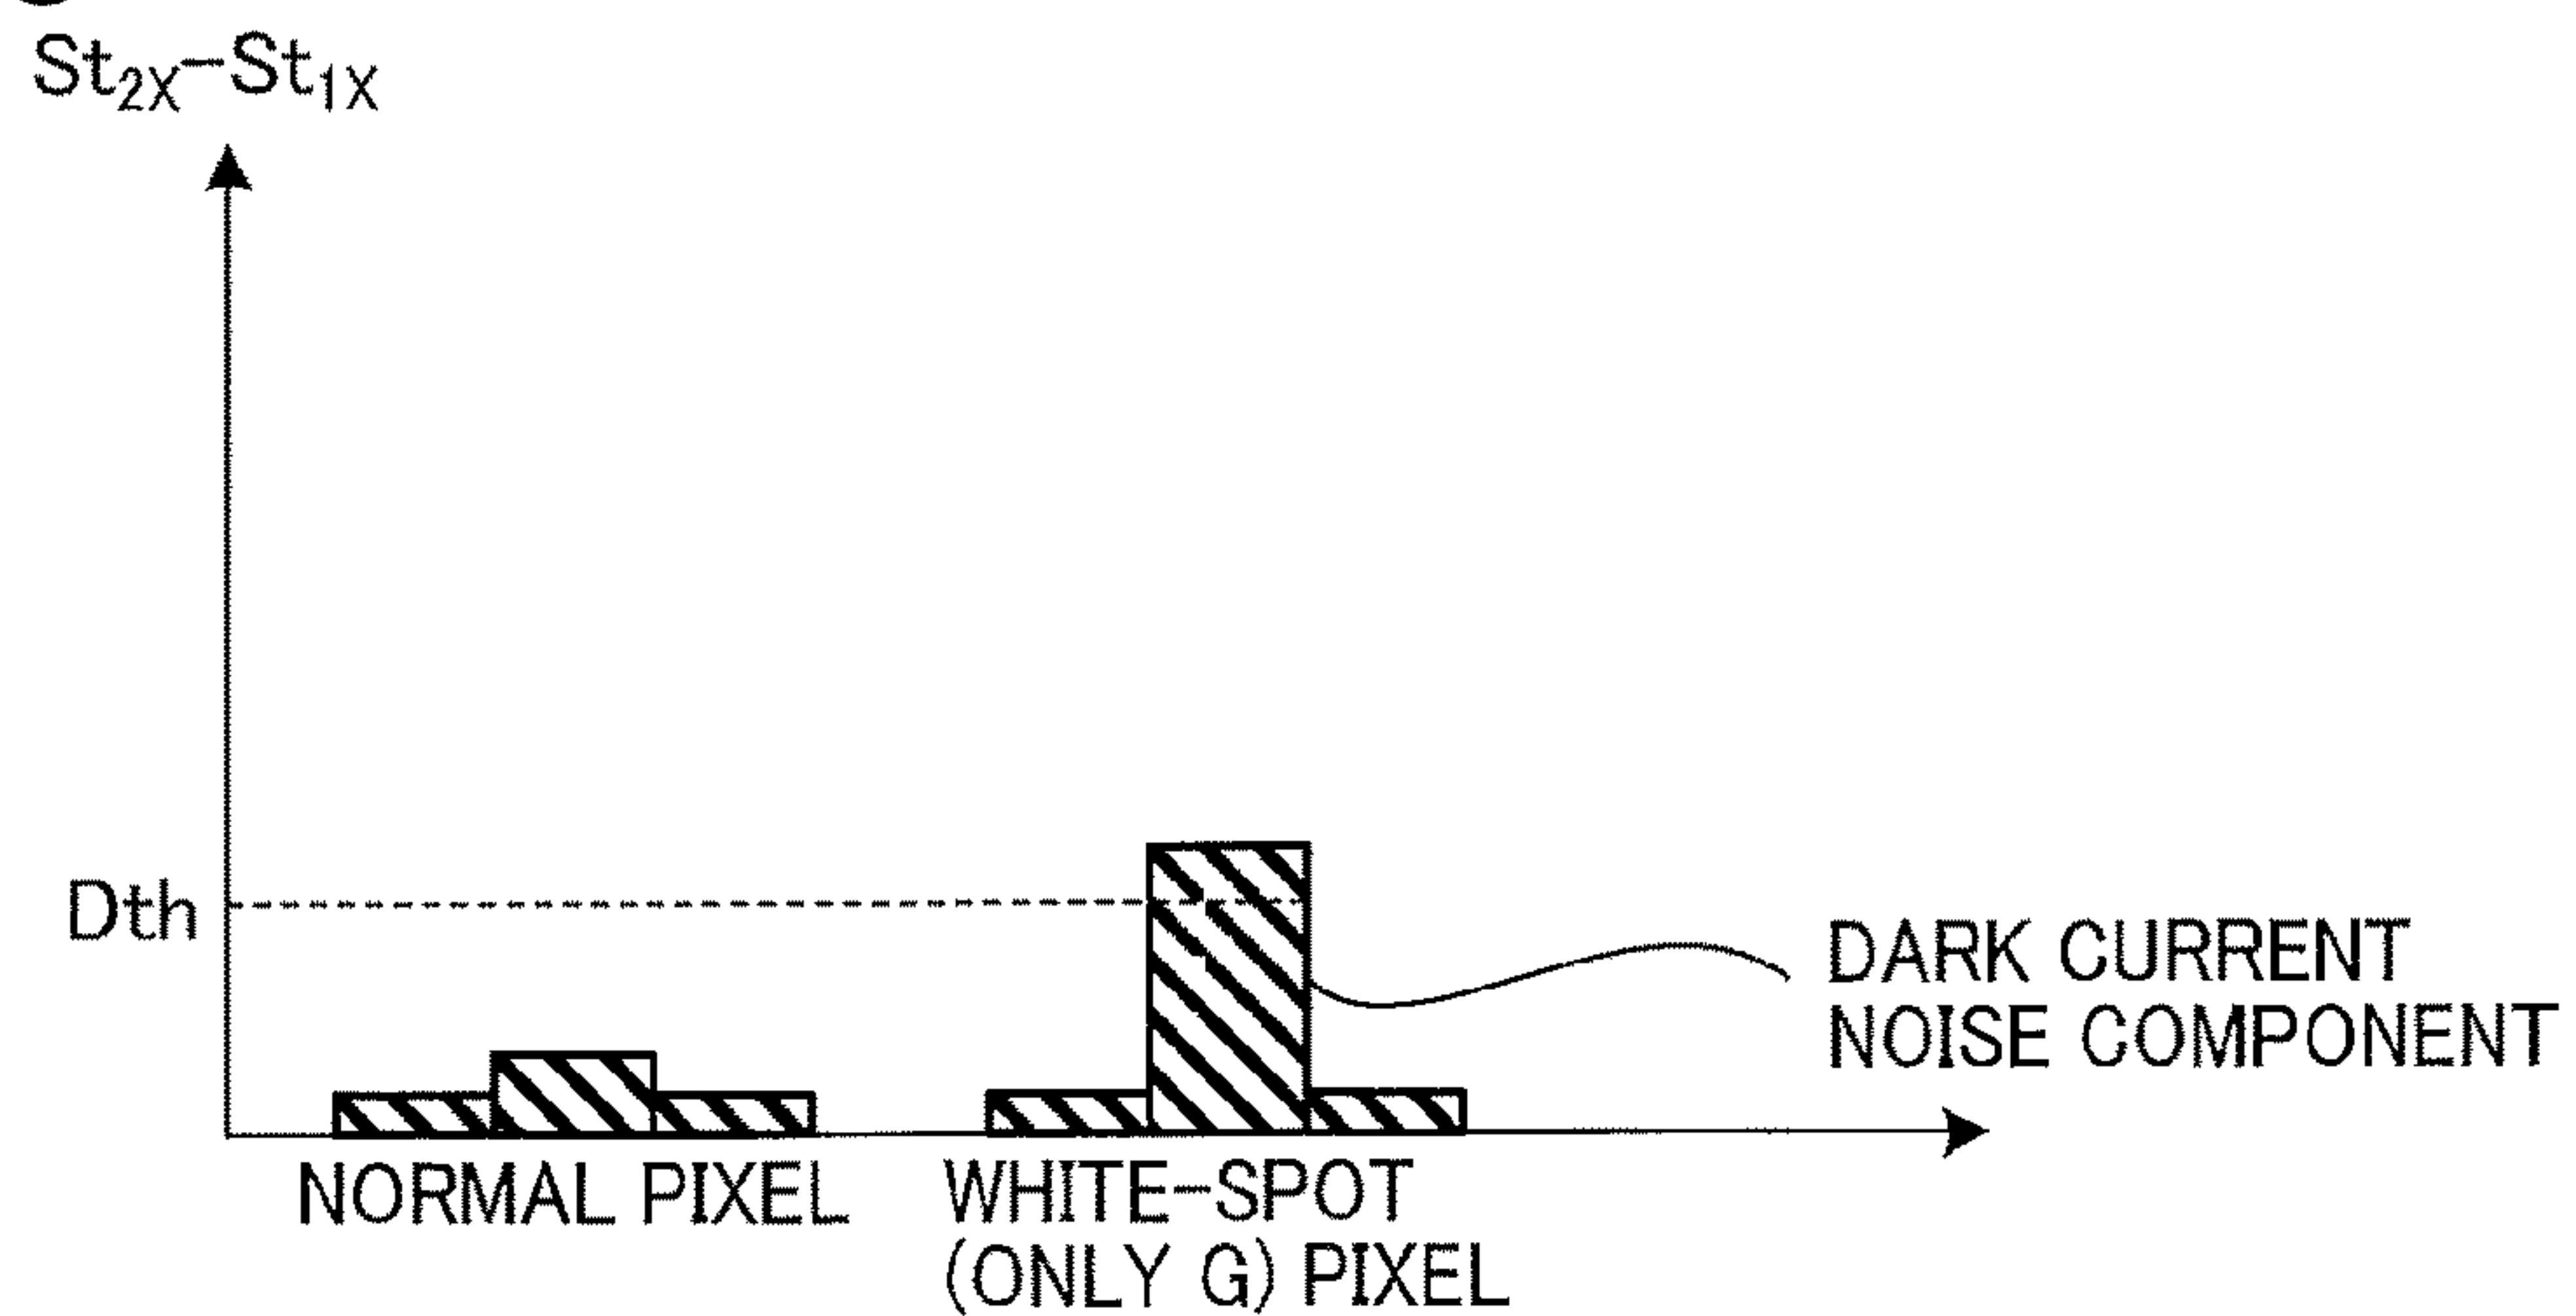 St2X-St1X
Dth
DARK CURRENT
NOISE COMPONENT
NORMAL PIXEL
WHITE-SPOT
(ONLY G) PIXEL